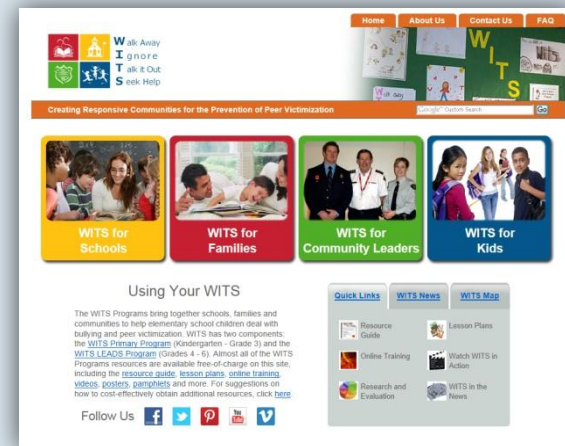 Home About Us Contact Us FAQ
Walk Away
Ignore
Talk it Out
Seek Help
WITS
Walk away
Creating Responsive Communities for the Prevention of Peer Victimization
Google™ Custom Search Go
WITS for
Schools
WITS for
Families
WITS for
Community Leaders
WITS for
Kids
Using Your WITS
The WITS Programs bring together schools, families and
communities to help elementary school children deal with
bullying and peer victimization. WITS has two components:
the WITS Primary Program (Kindergarten - Grade 3) and the
WITS LEADS Program (Grades 4 - 6). Almost all of the WITS
Programs resources are available free-of-charge on this site,
including the resource guide, lesson plans, online training,
videos, posters, pamphlets and more. For suggestions on
how to cost-effectively obtain additional resources, click here.
Follow Us
You Tube
Quick Links WITS News WITS Map
Resource
Guide
Lesson Plans
Online Training
Watch WITS in
Action
Research and
Evaluation
WITS in the
News